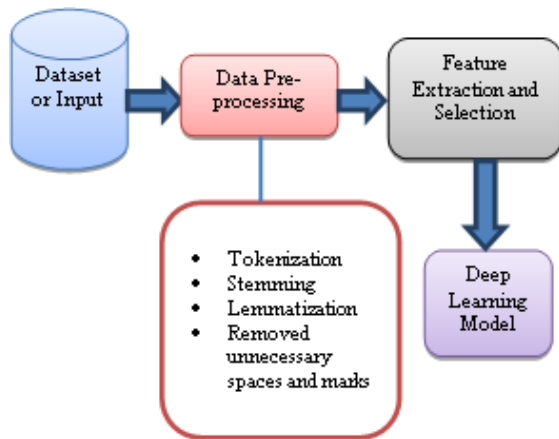 Dataset
or Input
Data Pre-
processing
Feature
Extraction and
Selection
• Tokenization
• Stemming
• Lemmatization
• Removed
unnecessary
spaces and marks
Deep
Learning
Model